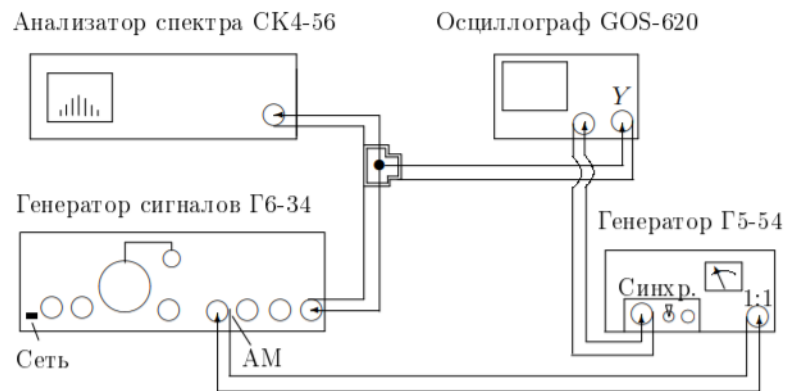 Анализатор спектра СК4-56
Осциллограф GOS-620
Y
Генератор сигналов Г6-34
Генератор Г5-54
Синхр.
1:1
Сеть
АМ